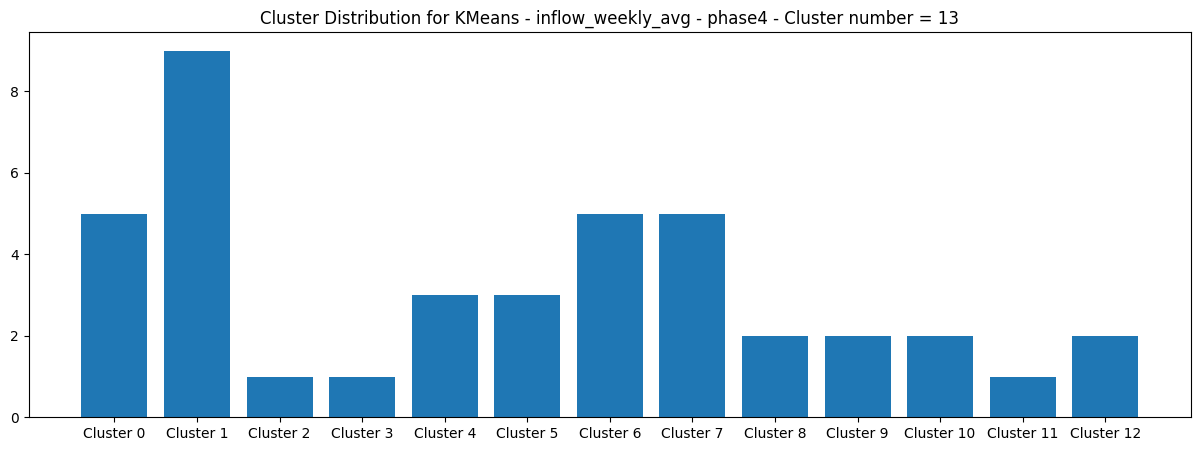 Cluster Distribution for KMeans - inflow_weekly_avg - phase4 - Cluster number = 13
8
6
4
2
0
Cluster 0 Cluster 1 Cluster 2 Cluster 3 Cluster 4 Cluster 5 Cluster 6 Cluster 7 Cluster 8 Cluster 9 Cluster 10 Cluster 11 Cluster 12